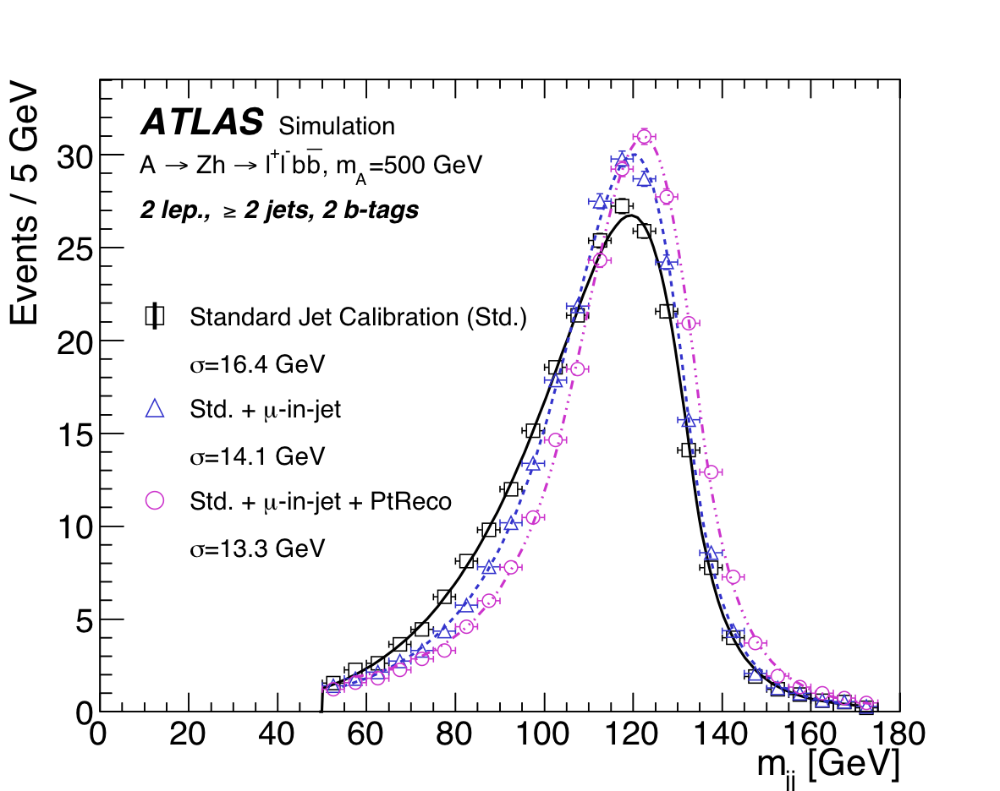 ATLAS Simulation
A → Zh → l⁺l⁻bb̅, m_A=500 GeV
2 lep., ≥ 2 jets, 2 b-tags
Standard Jet Calibration (Std.)
σ=16.4 GeV
Std. + μ-in-jet
σ=14.1 GeV
Std. + μ-in-jet + PtReco
σ=13.3 GeV
Events / 5 GeV
30
25
20
15
10
5
0
0 20 40 60 80 100 120 140 160 180
m_jj [GeV]